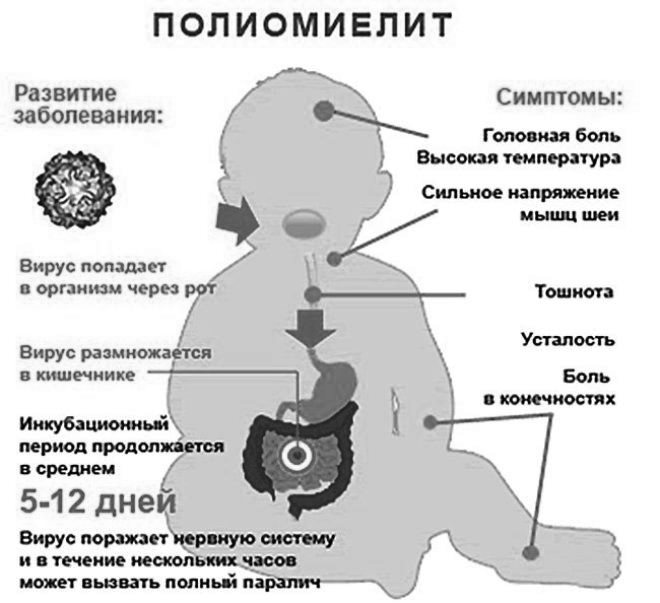 ПОЛИОМИЕЛИТ
Развитие
заболевания:
Вирус попадает
в организм через рот
Вирус размножается
в кишечнике
Инкубационный
период продолжается
в среднем
5-12 дней
Вирус поражает нервную систему
и в течение нескольких часов
может вызвать полный паралич
Симптомы:
Головная боль
Высокая температура
Сильное напряжение
мышц шеи
Тошнота
Усталость
Боль
в конечностях